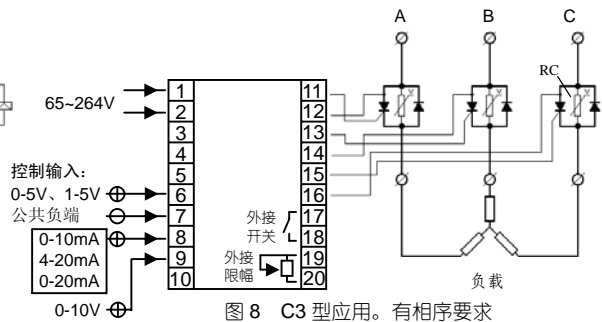 A
B
C
RC
65~264V
1
2
3
4
5
6
7
8
9
10
11
12
13
14
15
16
17
18
19
20
控制输入：
0-5V、1-5V
公共负端
0-10mA
4-20mA
0-20mA
0-10V
外接
开关
外接
限幅
负载
图 8 C3 型应用。有相序要求